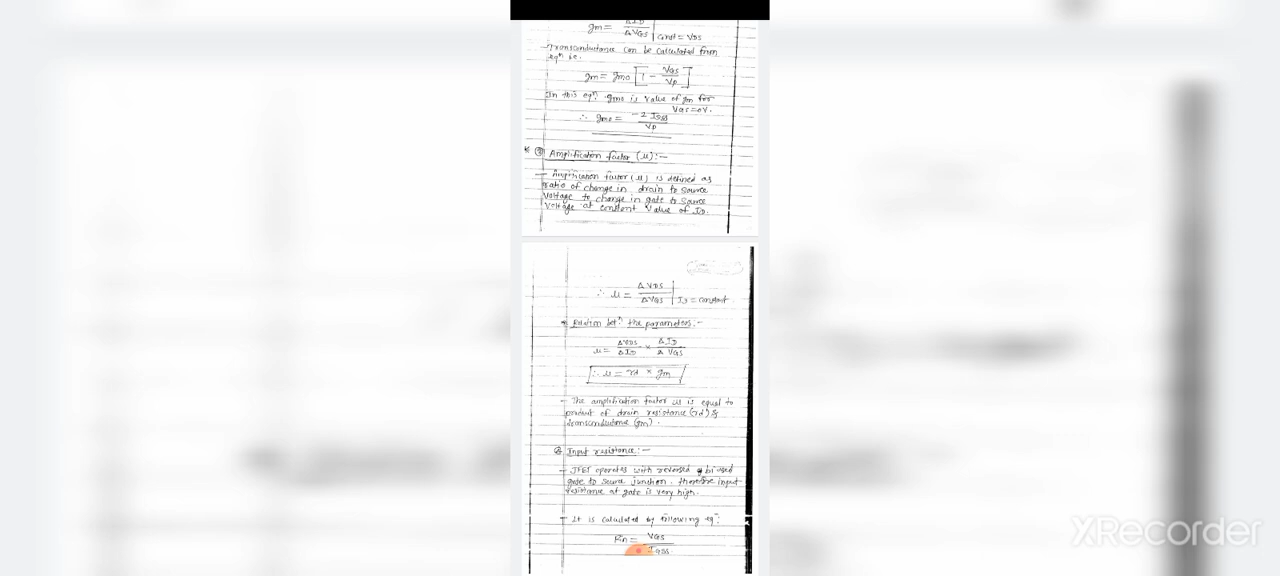 gm = ΔID / ΔVGS | Const = VDS
Transconductance can be calculated from
eqn i.e.
gm = gmo [1 - VGS / VP]
In this eqn. gmo is value of gm for
VGS = 0V.
∴ gmo = -2 IDSS / VP
* ③ Amplification factor (μ):-
- Amplification factor (μ) is defined as
ratio of change in drain to source
voltage to change in gate to source
voltage at constant value of ID.
∴ μ = ΔVDS / ΔVGS | ID = constant
* Relation betn the parameters:-
μ = ΔVDS / ΔID × ΔID / ΔVGS
∴ μ = rd × gm
- The amplification factor is equal to
product of drain resistance (rd) &
transconductance (gm).
Input resistance:-
- JFET operates with reversed biased
gate to source junction. therefore input
resistance at gate is very high.
- It is calculated by following eqn:
Rin = VGS / IGSS
XRecorder